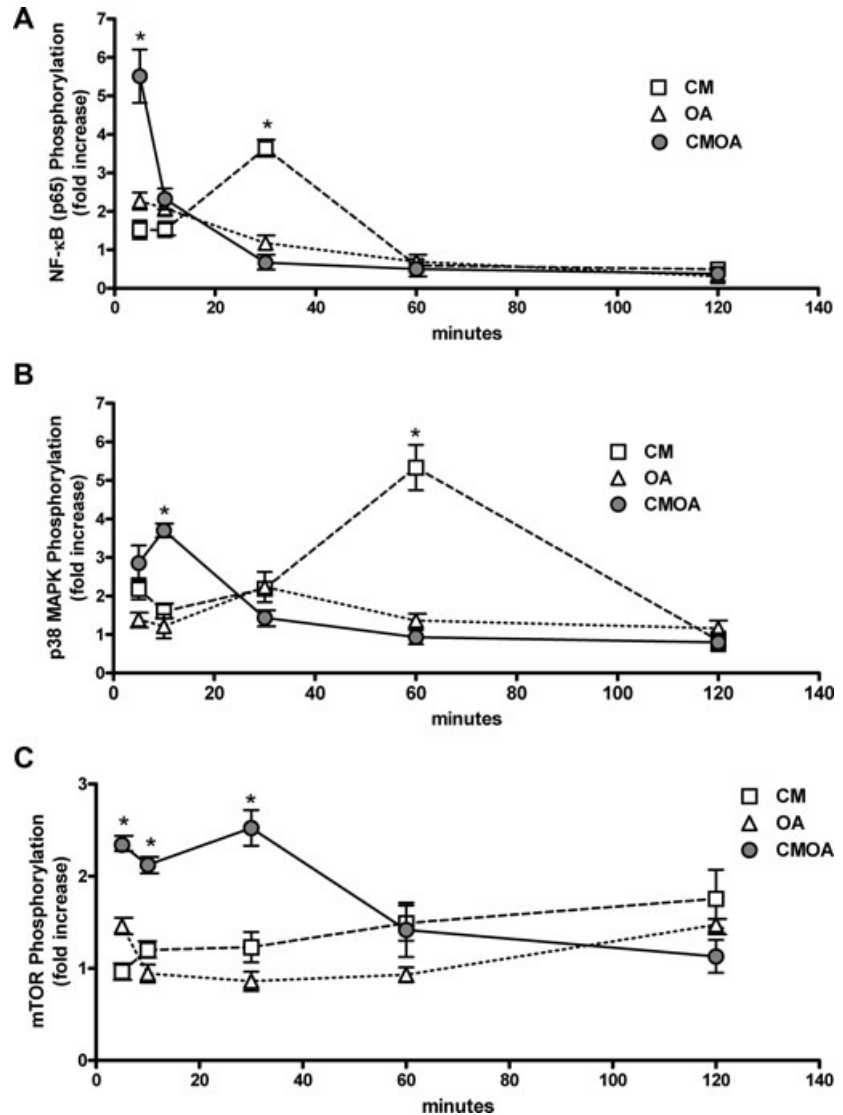 A
NF-κB (p65) Phosphorylation
(fold increase)
7
6
5
4
3
2
1
0
* *
CM
OA
CMOA
0 20 40 60 80 100 120 140
minutes
B
p38 MAPK Phosphorylation
(fold increase)
7
6
5
4
3
2
1
0
* *
CM
OA
CMOA
0 20 40 60 80 100 120 140
minutes
C
mTOR Phosphorylation
(fold increase)
3
2
1
0
* * *
CM
OA
CMOA
0 20 40 60 80 100 120 140
minutes